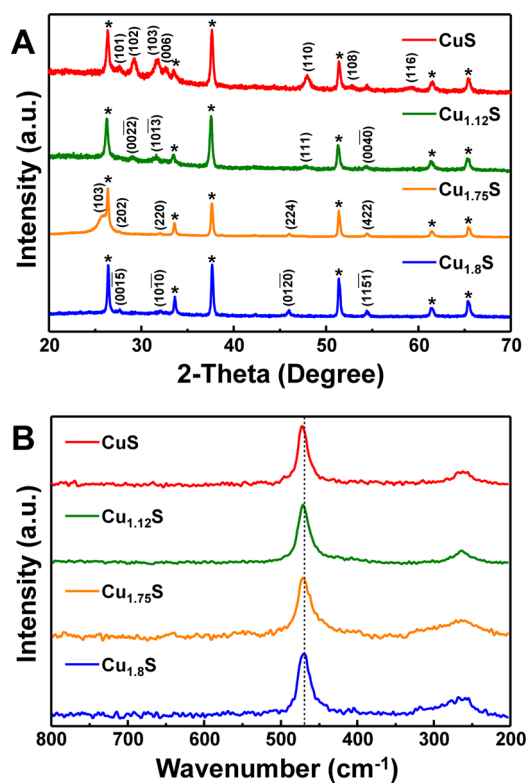 A
Intensity (a.u.)
* * * * * *
(101) (102) (103) (006) (110) (108) (116)
CuS
* * * * * *
(0022) (1013) (111) (0040)
Cu1.12S
* * * * * *
(103) (202) (220) (224) (422)
Cu1.75S
* * * * * *
(0015) (1010) (0120) (1151)
Cu1.8S
20 30 40 50 60 70
2-Theta (Degree)
B
Intensity (a.u.)
CuS
Cu1.12S
Cu1.75S
Cu1.8S
800 700 600 500 400 300 200
Wavenumber (cm-1)